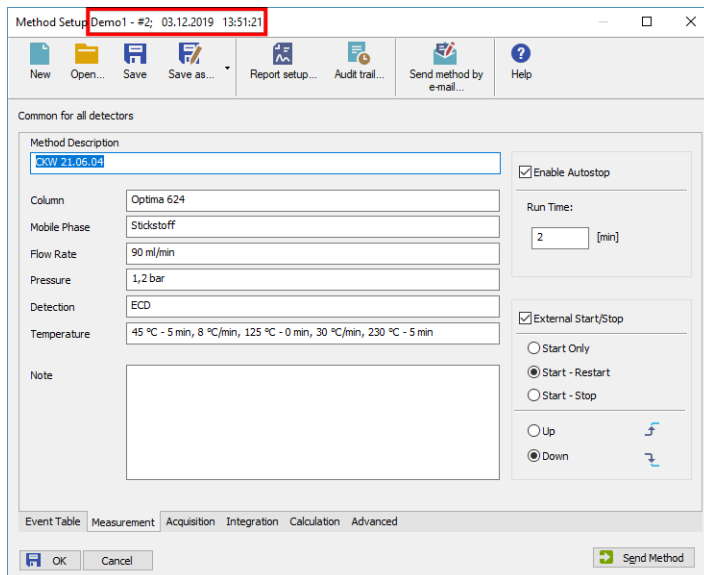 Method Setup Demo1 - #2; 03.12.2019 13:51:21
New Open... Save Save as... Report setup... Audit trail... Send method by e-mail... Help
Common for all detectors
Method Description
CKW 21.06.04
Enable Autostop
Column Optima 624
Run Time:
Mobile Phase Stickstoff
2 [min]
Flow Rate 90 ml/min
Pressure 1,2 bar
Detection ECD
External Start/Stop
Temperature 45 °C - 5 min, 8 °C/min, 125 °C - 0 min, 30 °C/min, 230 °C - 5 min
Start Only
Note
Start - Restart
Start - Stop
Up
Down
Event Table Measurement Acquisition Integration Calculation Advanced
OK Cancel Send Method